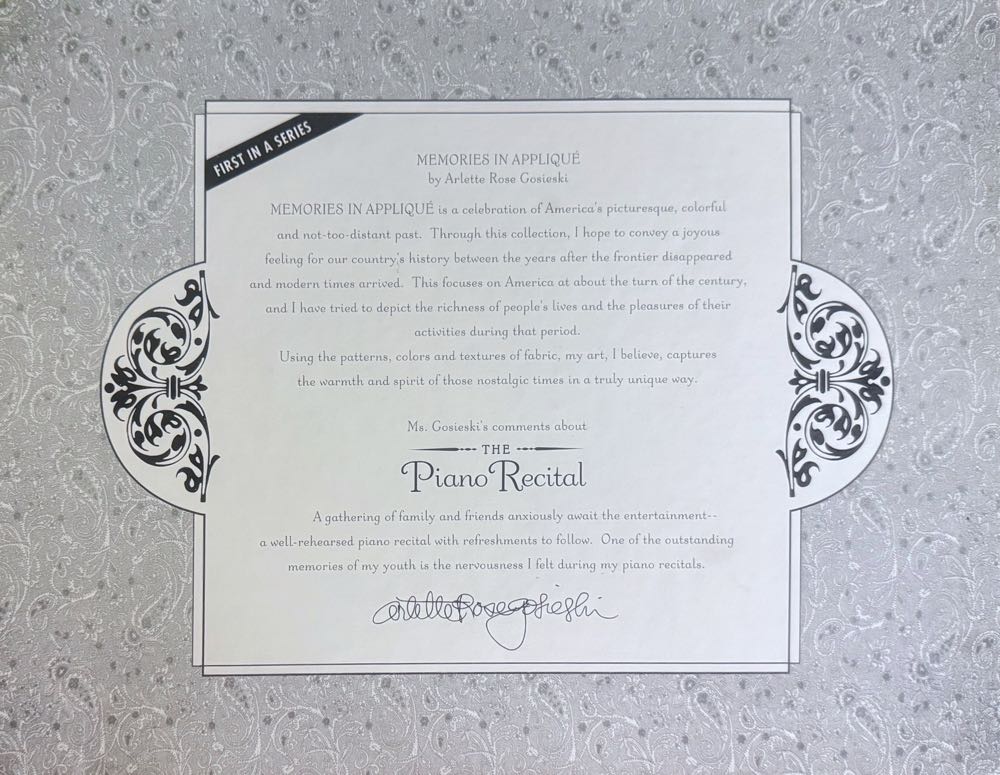 FIRST IN A SERIES
MEMORIES IN APPLIQUÉ
by Arlette Rose Gosieski
MEMORIES IN APPLIQUÉ is a celebration of America's picturesque, colorful
and not-too-distant past. Through this collection, I hope to convey a joyous
feeling for our country's history between the years after the frontier disappeared
and modern times arrived. This focuses on America at about the turn of the century,
and I have tried to depict the richness of people's lives and the pleasures of their
activities during that period.
Using the patterns, colors and textures of fabric, my art, I believe, captures
the warmth and spirit of those nostalgic times in a truly unique way.
Ms. Gosieski's comments about
THE
Piano Recital
A gathering of family and friends anxiously await the entertainment--
a well-rehearsed piano recital with refreshments to follow. One of the outstanding
memories of my youth is the nervousness I felt during my piano recitals.
Arlette Rose Gosieski